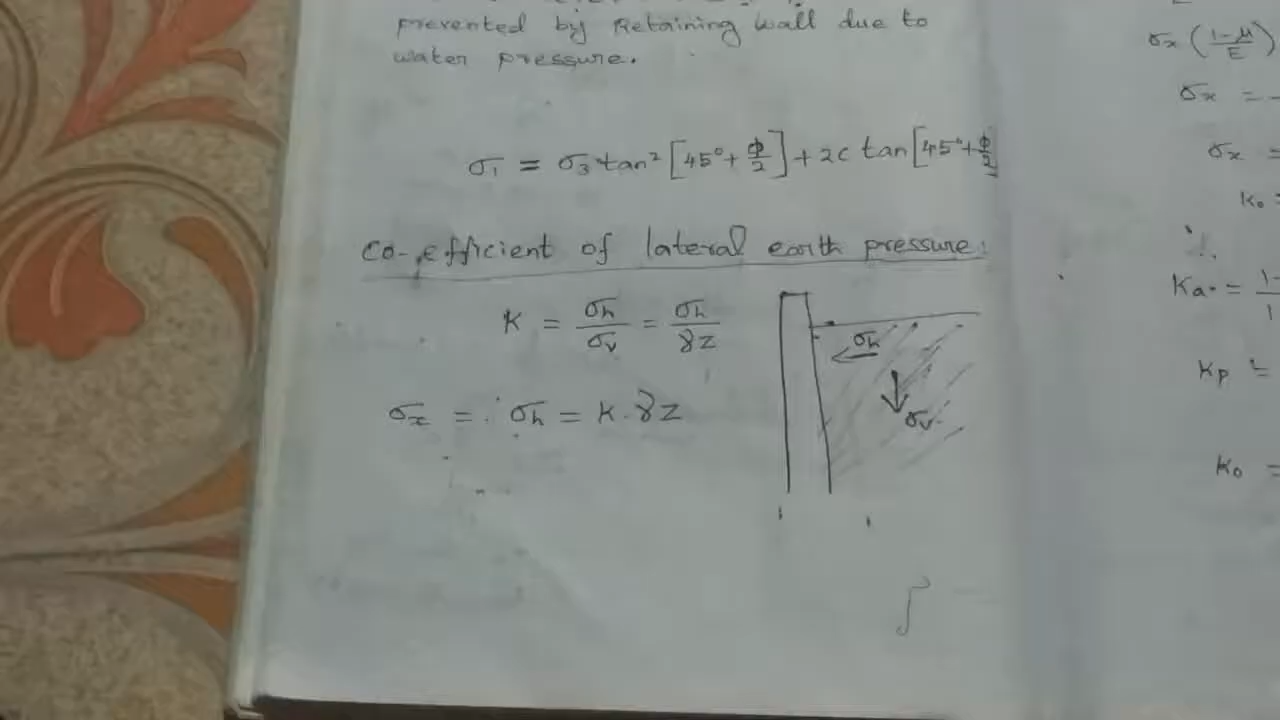 prevented by Retaining wall due to
water pressure.
σ₁ = σ₃ tan² [45° + Φ/2] + 2c tan [45° + Φ/2]
Co-efficient of lateral earth pressure:
K = σh/σv = σh/γz
σh
σx = σh = K.γz
σv
σx (1-μ/E)
σx =
σx =
K₀ =
Ka =
Kp =
K₀ =